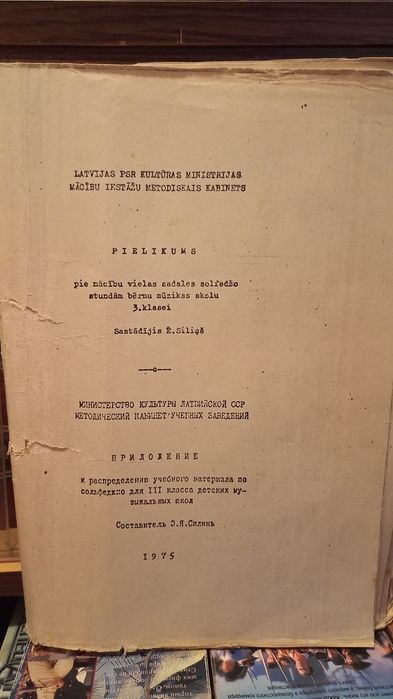 LATVIJAS PSR KULTŪRAS MINISTRIJAS
MĀCĪBU IESTĀŽU METODISKAIS KABINETS
PIELIKUMS
pie mācību vielas sadales solfedžo
stundām bērnu mūzikas skolu
3.klasei
Sastādījis Ē.Siliņš
МИНИСТЕРСТВО КУЛЬТУРЫ ЛАТВИЙСКОЙ ССР
МЕТОДИЧЕСКИЙ КАБИНЕТ УЧЕБНЫХ ЗАВЕДЕНИЙ
ПРИЛОЖЕНИЕ
к распределению учебного материала по
сольфеджио для III класса детских му-
зыкальных школ
Составитель Э.Я.Силинь
1975